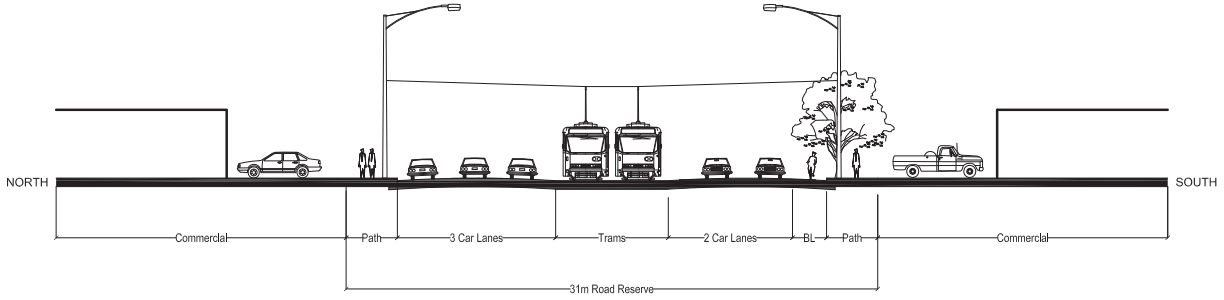 NORTH
SOUTH
Commercial
Path
3 Car Lanes
Trams
2 Car Lanes
BL
Path
Commercial
31m Road Reserve